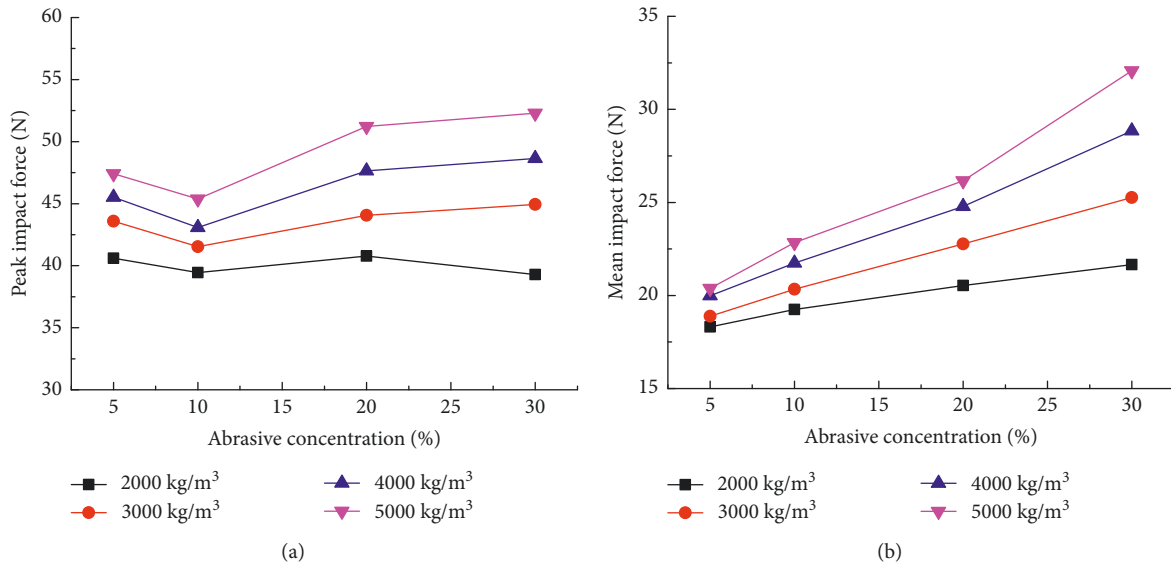 60
55
50
45
40
35
30
Peak impact force (N)
5 10 15 20 25 30
Abrasive concentration (%)
2000 kg/m³
4000 kg/m³
3000 kg/m³
5000 kg/m³
(a)
35
30
25
20
15
Mean impact force (N)
5 10 15 20 25 30
Abrasive concentration (%)
2000 kg/m³
4000 kg/m³
3000 kg/m³
5000 kg/m³
(b)